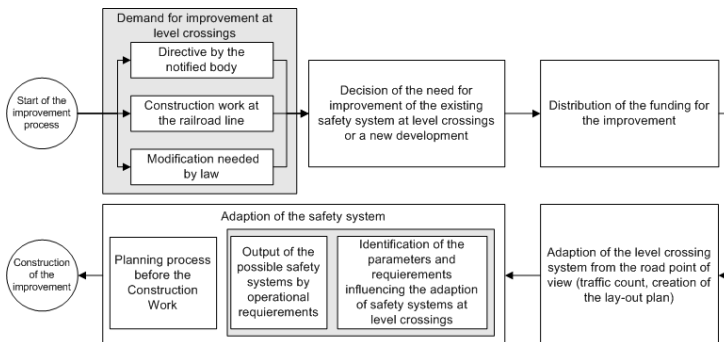 Demand for improvement at
level crossings
Start of the
improvement
process
Directive by the
notified body
Construction work at
the railroad line
Modification needed
by law
Decision of the need for
improvement of the existing
safety system at level crossings
or a new development
Distribution of the funding for
the improvement
Adaption of the level crossing
system from the road point of
view (traffic count, creation of
the lay-out plan)
Adaption of the safety system
Identification of the
parameters and
requierements
influencing the adaption
of safety systems at
level crossings
Output of the
possible safety
systems by
operational
requierements
Planning process
before the
Construction
Work
Construction
of the
improvement